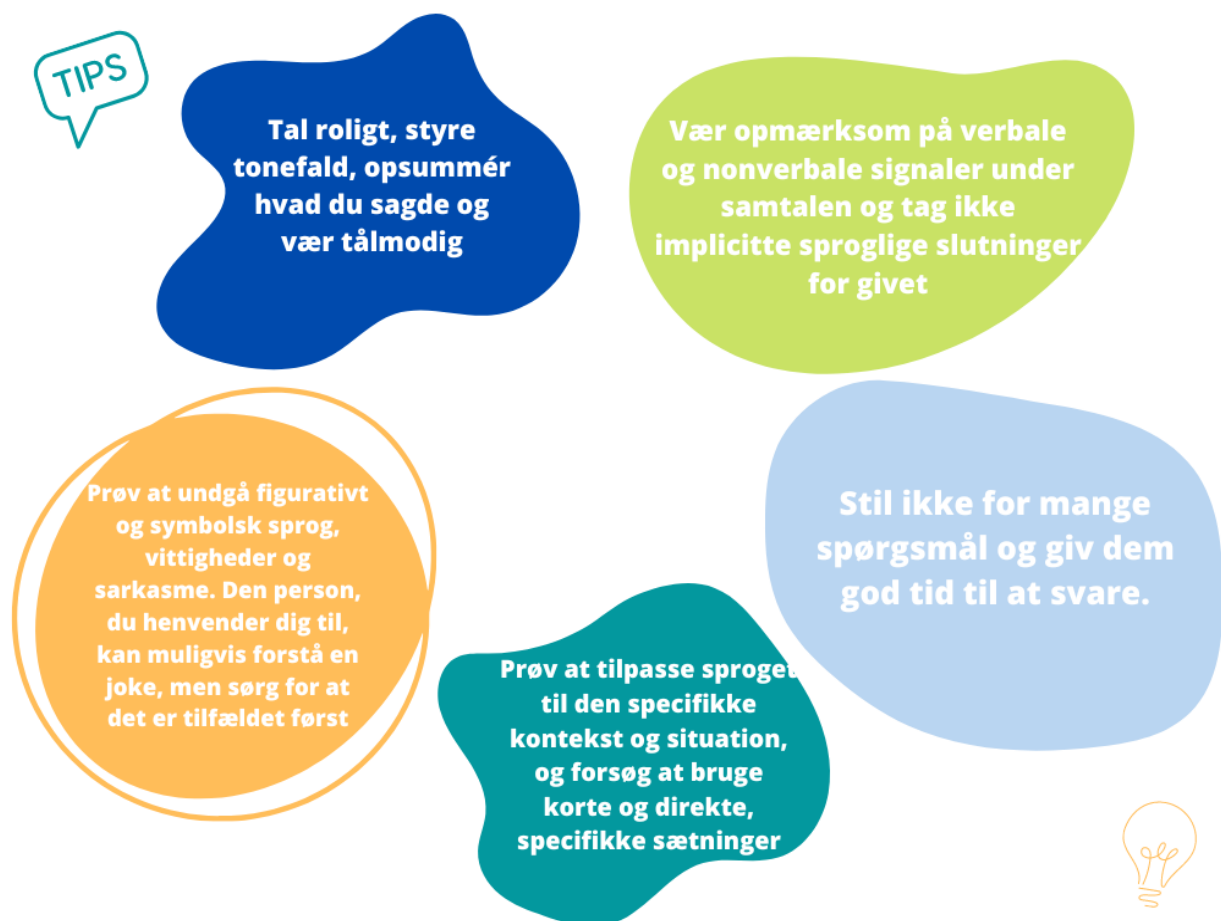 TIPS
Tal roligt, styre
tonefald, opsummér
hvad du sagde og
vær tålmodig
Vær opmærksom på verbale
og nonverbale signaler under
samtalen og tag ikke
implicitte sproglige slutninger
for givet
Prøv at undgå figurativt
og symbolsk sprog,
vittigheder og
sarkasme. Den person,
du henvender dig til,
kan muligvis forstå en
joke, men sørg for at
det er tilfældet først
Stil ikke for mange
spørgsmål og giv dem
god tid til at svare.
Prøv at tilpasse sproget
til den specifikke
kontekst og situation,
og forsøg at bruge
korte og direkte,
specifikke sætninger